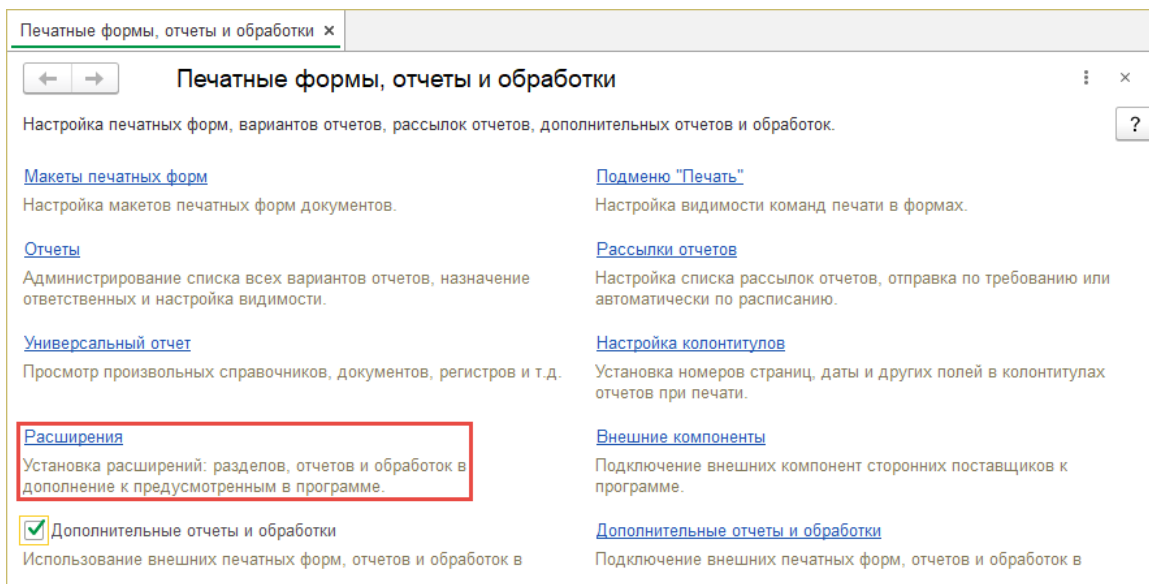 Печатные формы, отчеты и обработки ×
Печатные формы, отчеты и обработки
Настройка печатных форм, вариантов отчетов, рассылок отчетов, дополнительных отчетов и обработок.
?
Макеты печатных форм
Настройка макетов печатных форм документов.
Подменю "Печать"
Настройка видимости команд печати в формах.
Отчеты
Администрирование списка всех вариантов отчетов, назначение
ответственных и настройка видимости.
Рассылки отчетов
Настройка списка рассылок отчетов, отправка по требованию или
автоматически по расписанию.
Универсальный отчет
Просмотр произвольных справочников, документов, регистров и т.д.
Настройка колонтитулов
Установка номеров страниц, даты и других полей в колонтитулах
отчетов при печати.
Расширения
Установка расширений: разделов, отчетов и обработок в
дополнение к предусмотренным в программе.
Внешние компоненты
Подключение внешних компонент сторонних поставщиков к
программе.
Дополнительные отчеты и обработки
Использование внешних печатных форм, отчетов и обработок в
Дополнительные отчеты и обработки
Подключение внешних печатных форм, отчетов и обработок в